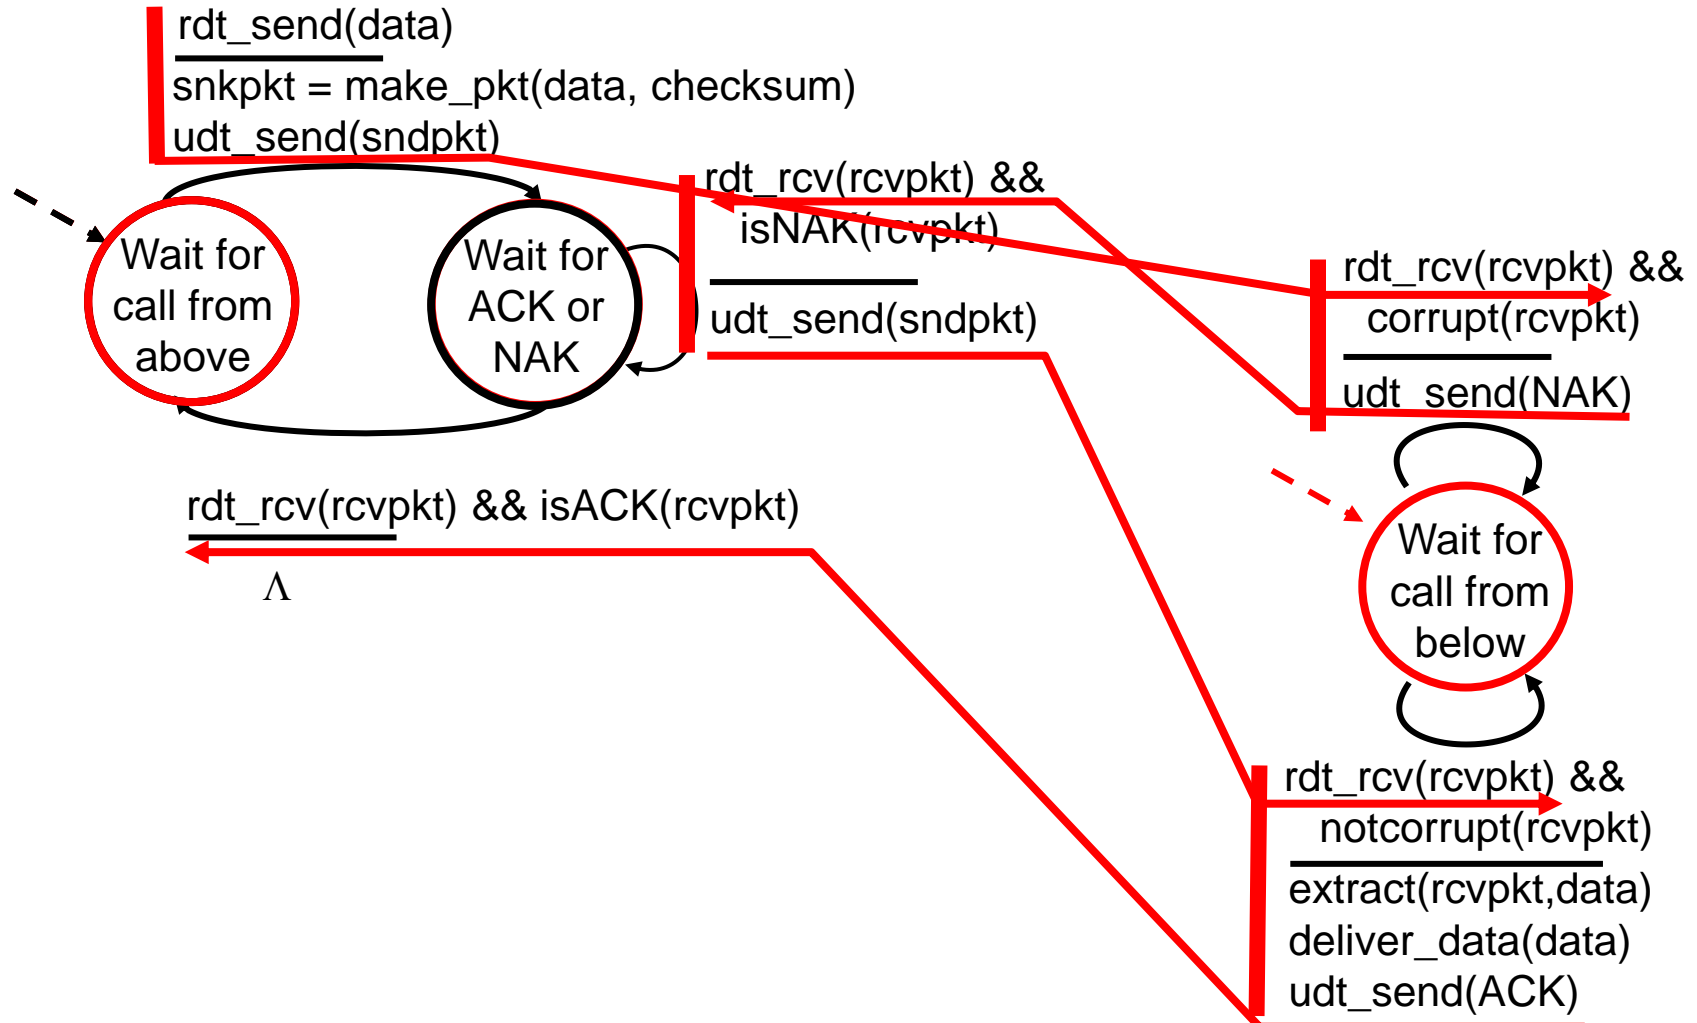 rdt_send(data)
snkpkt = make_pkt(data, checksum)
udt_send(sndpkt)
Wait for
call from
above
Wait for
ACK or
NAK
rdt_rcv(rcvpkt) &&
isNAK(rcvpkt)
udt_send(sndpkt)
rdt_rcv(rcvpkt) && isACK(rcvpkt)
Λ
rdt_rcv(rcvpkt) &&
corrupt(rcvpkt)
udt_send(NAK)
Wait for
call from
below
rdt_rcv(rcvpkt) &&
notcorrupt(rcvpkt)
extract(rcvpkt,data)
deliver_data(data)
udt_send(ACK)